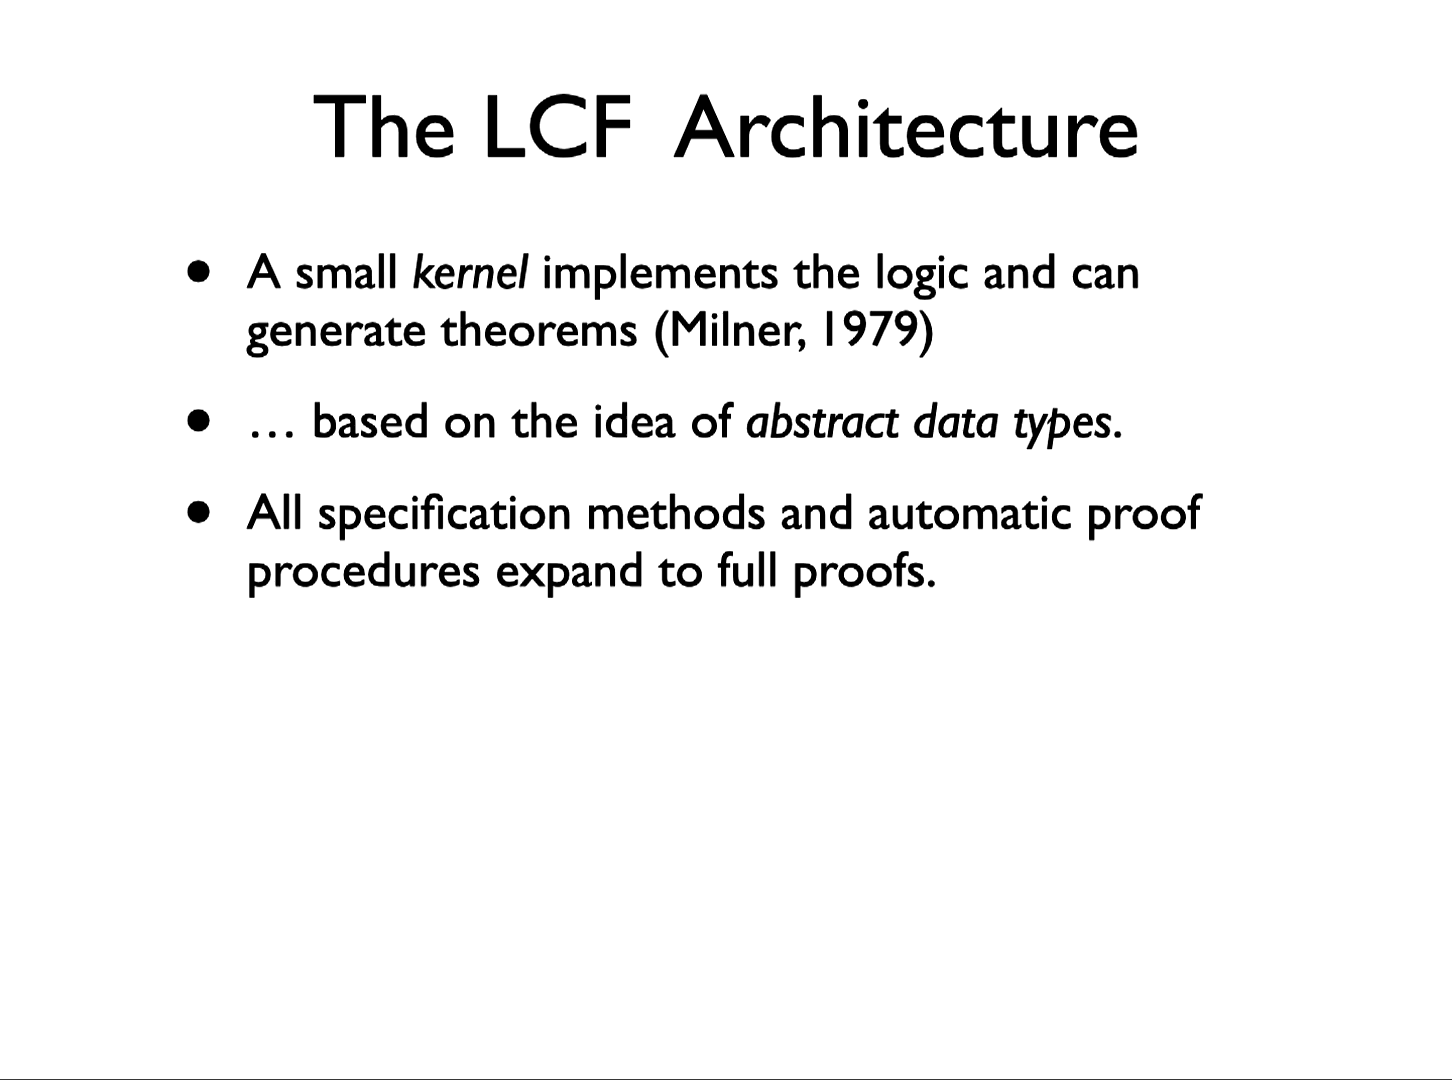 The LCF Architecture
• A small kernel implements the logic and can
generate theorems (Milner, 1979)
• … based on the idea of abstract data types.
• All specification methods and automatic proof
procedures expand to full proofs.